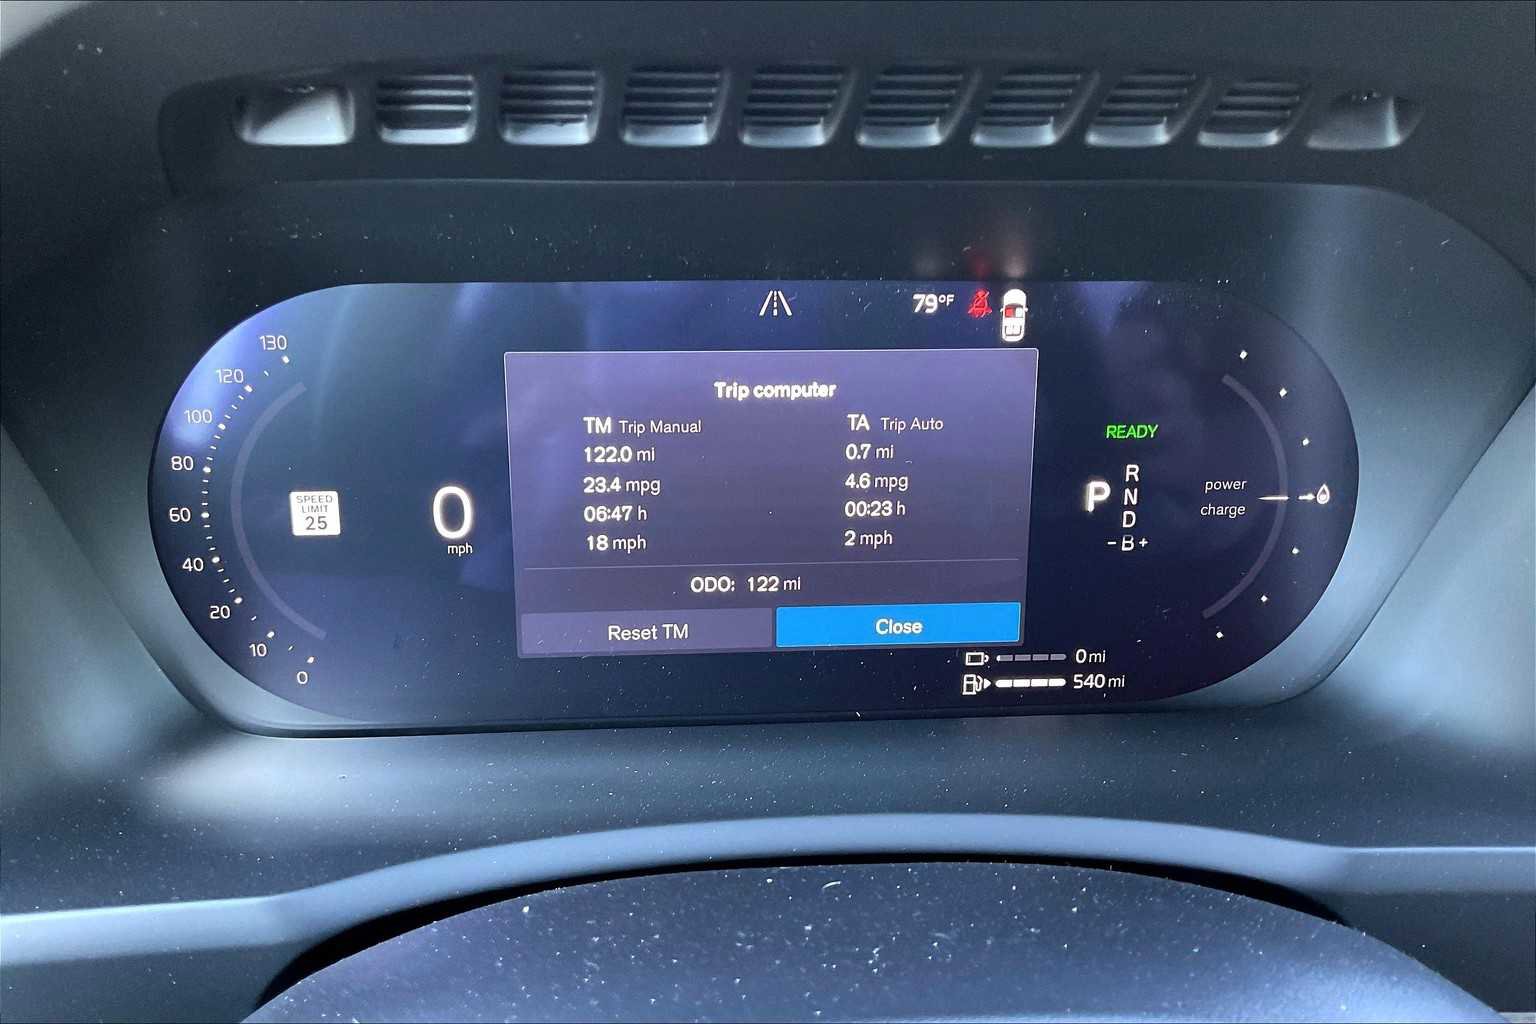 79°F
130
120
100
80
60
40
20
10
0
SPEED
LIMIT
25
0
mph
Trip computer
TM Trip Manual
122.0 mi
23.4 mpg
06:47 h
18 mph
TA Trip Auto
0.7 mi
4.6 mpg
00:23 h
2 mph
ODO: 122 mi
Reset TM
Close
READY
P
R
N
D
-B+
power
charge
0 mi
540 mi